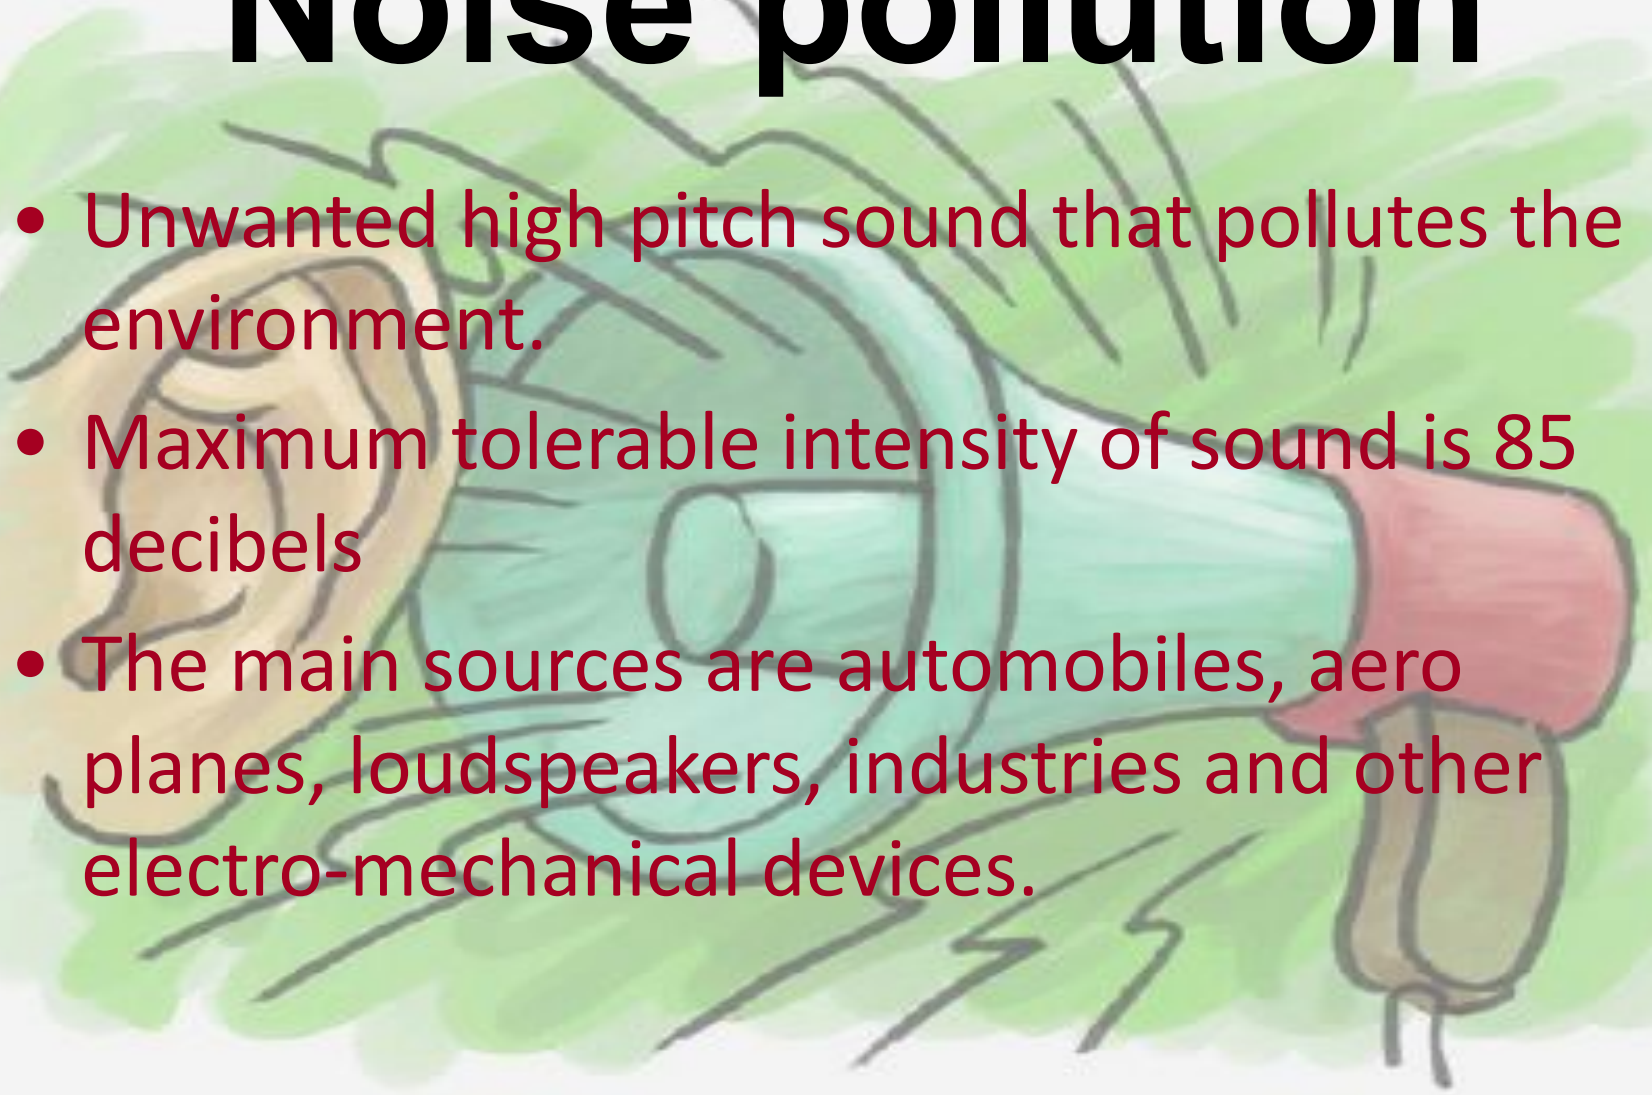 Noise pollution
• Unwanted high pitch sound that pollutes the
environment.
• Maximum tolerable intensity of sound is 85
decibels
• The main sources are automobiles, aero
planes, loudspeakers, industries and other
electro-mechanical devices.